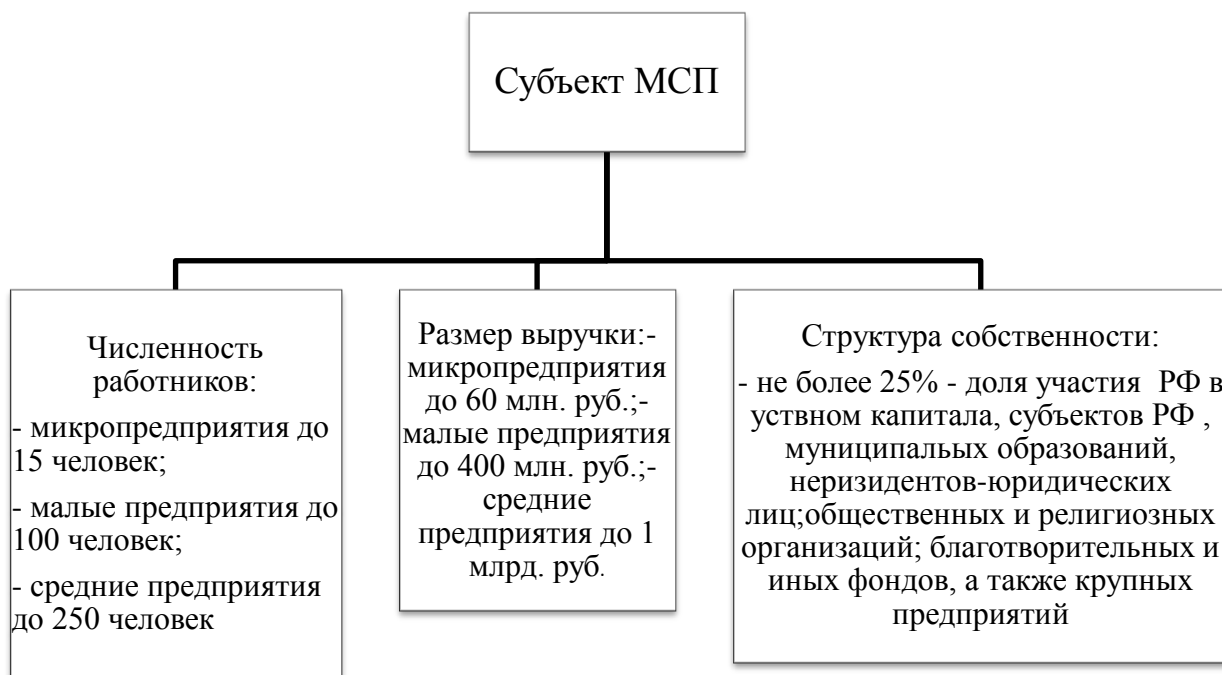 Субъект МСП
Численность
работников:
- микропредприятия до
15 человек;
- малые предприятия до
100 человек;
- средние предприятия
до 250 человек
Размер выручки:-
микропредприятия
до 60 млн. руб.;-
малые предприятия
до 400 млн. руб.;-
средние
предприятия до 1
млрд. руб.
Структура собственности:
- не более 25% - доля участия РФ в
уствном капитала, субъектов РФ ,
муниципальых образований,
неризидентов-юридических
лиц;общественных и религиозных
организаций; благотворительных и
иных фондов, а также крупных
предприятий